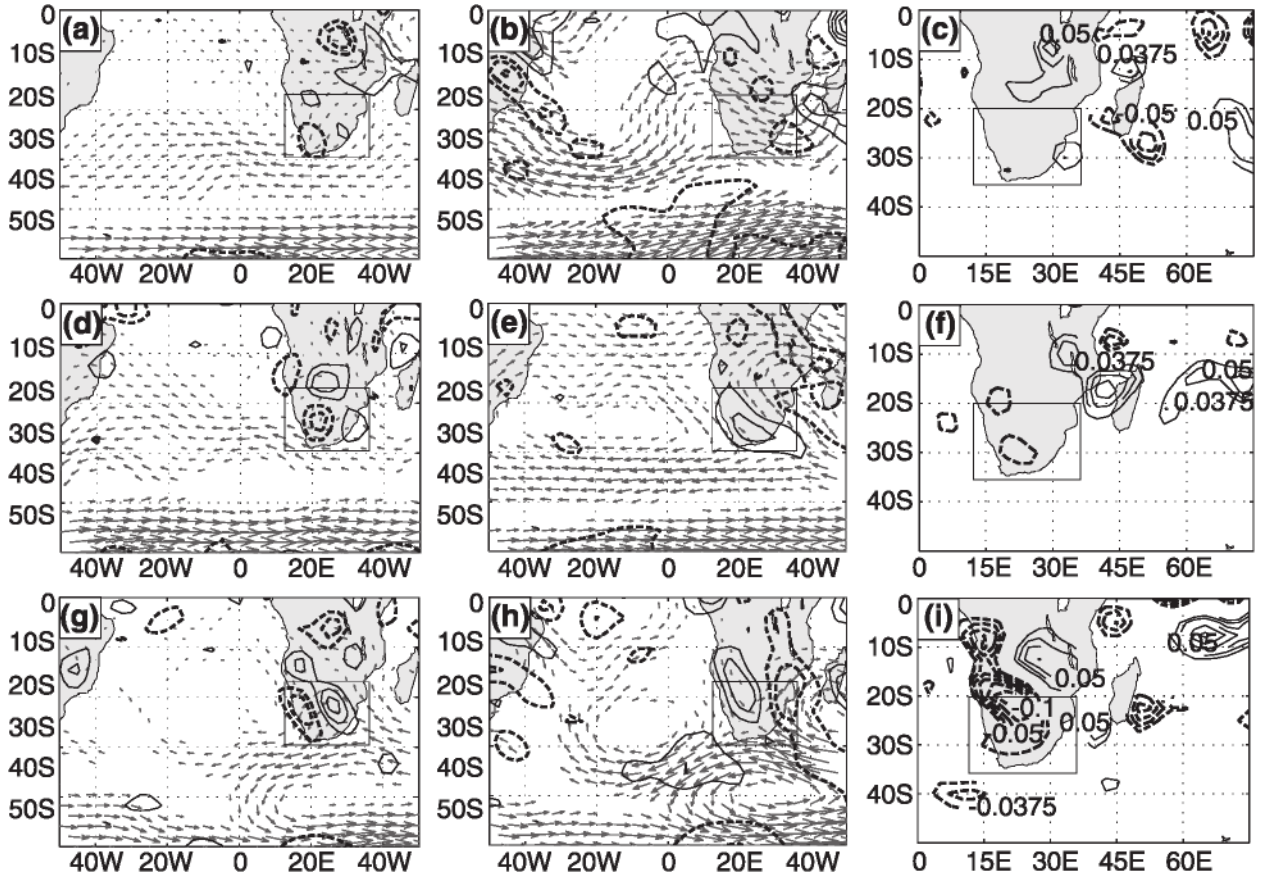 0 (a) 0 (b) 0 (c) 0.05
10S 10S 10S 0.0375
20S 20S 20S -0.05 0.05
30S 30S 30S
40S 40S 40S
50S 50S
40W 20W 0 20E 40W 40W 20W 0 20E 40W 0 15E 30E 45E 60E
0 (d) 0 (e) 0 (f)
10S 10S 10S 0.0375 0.05
20S 20S 20S 0.0375
30S 30S 30S
40S 40S 40S
50S 50S
40W 20W 0 20E 40W 40W 20W 0 20E 40W 0 15E 30E 45E 60E
0 (g) 0 (h) 0 (i)
10S 10S 10S 0.05
20S 20S 20S 0.05
-0.1
30S 30S 30S -0.05 0.05
40S 40S 40S -0.0375
50S 50S
40W 20W 0 20E 40W 40W 20W 0 20E 40W 0 15E 30E 45E 60E